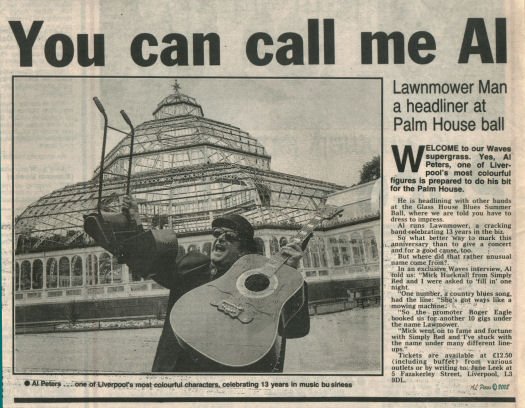 You can call me Al
Lawnmower Man
a headliner at
Palm House ball
WELCOME to our Waves
supergrass. Yes, Al
Peters, one of Liver-
pool's most colourful
figures is prepared to do his bit
for the Palm House.
He is headlining with other bands
at the Glass House Blues Summer
Ball, where we are told you have to
dress to impress.
Al runs Lawnmower, a cracking
band celebrating 13 years in the biz.
So what better way to mark this
anniversary than to give a concert
and for a good cause, too.
But where did that rather unusual
name come from?
In an exclusive Waves interview, Al
told us: "Mick Hucknall from Simply
Red and I were asked to 'fill in' one
night.
"One number, a country blues song,
had the line: "She's got ways like a
mowing machine.'
"So the promoter Roger Eagle
booked us for another 10 gigs under
the name Lawnmower.
"Mick went on to fame and fortune
with Simply Red and I've stuck with
the name under many different line-
ups."
Tickets are available at £12.50
(including buffet) from various
outlets or by writing to: Jane Leek at
5 Fazakerley Street, Liverpool, L3
9DL.
Al Peters . . . one of Liverpool's most colourful characters, celebrating 13 years in music business
AL Peters © 2002